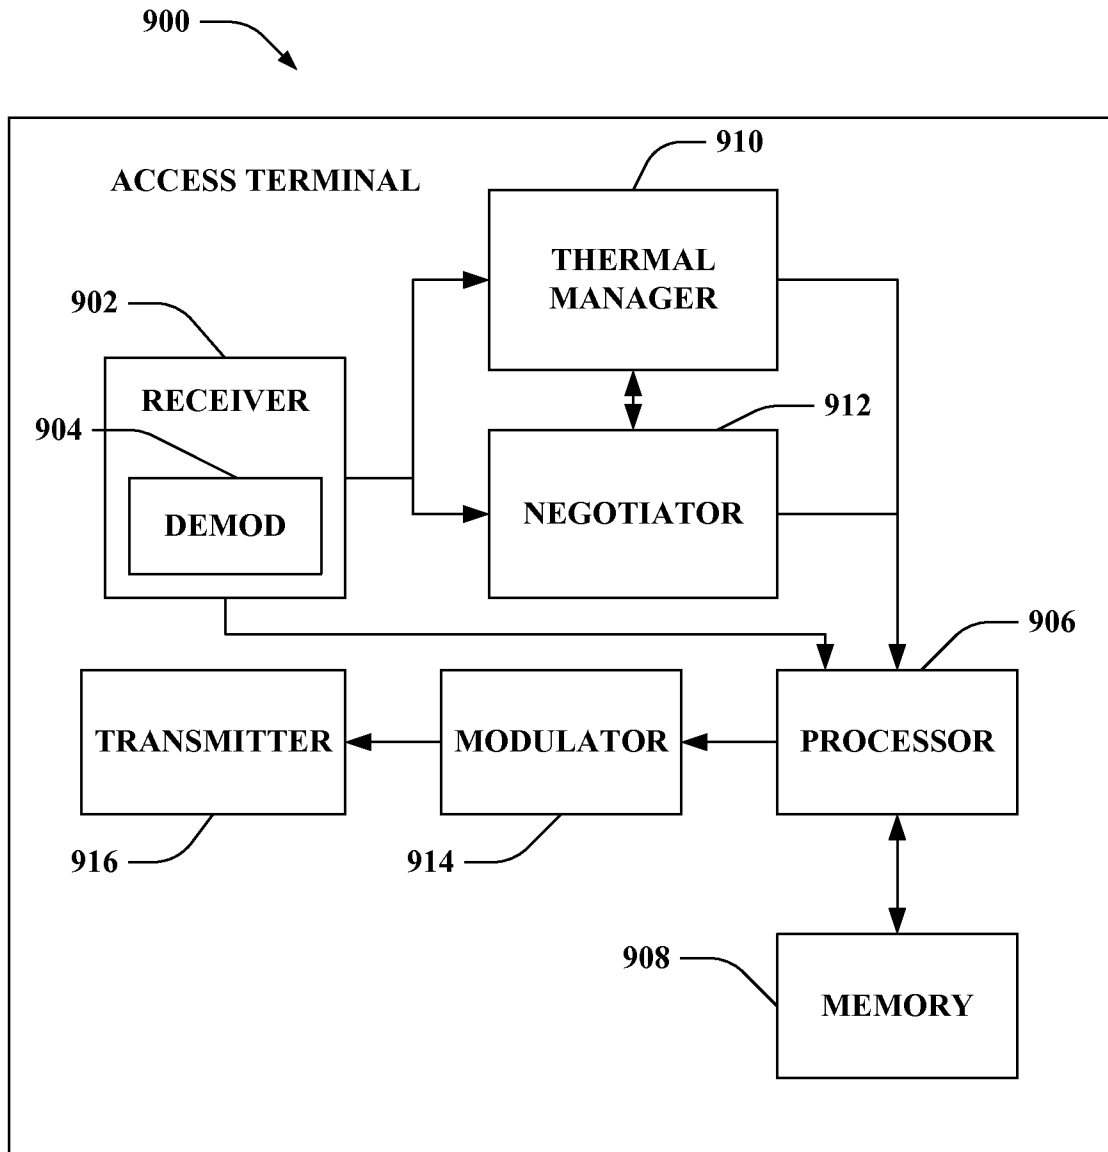 900
910
ACCESS TERMINAL
THERMAL
MANAGER
902
RECEIVER
912
904
NEGOTIATOR
DEMOD
906
TRANSMITTER
MODULATOR
PROCESSOR
916
914
908
MEMORY